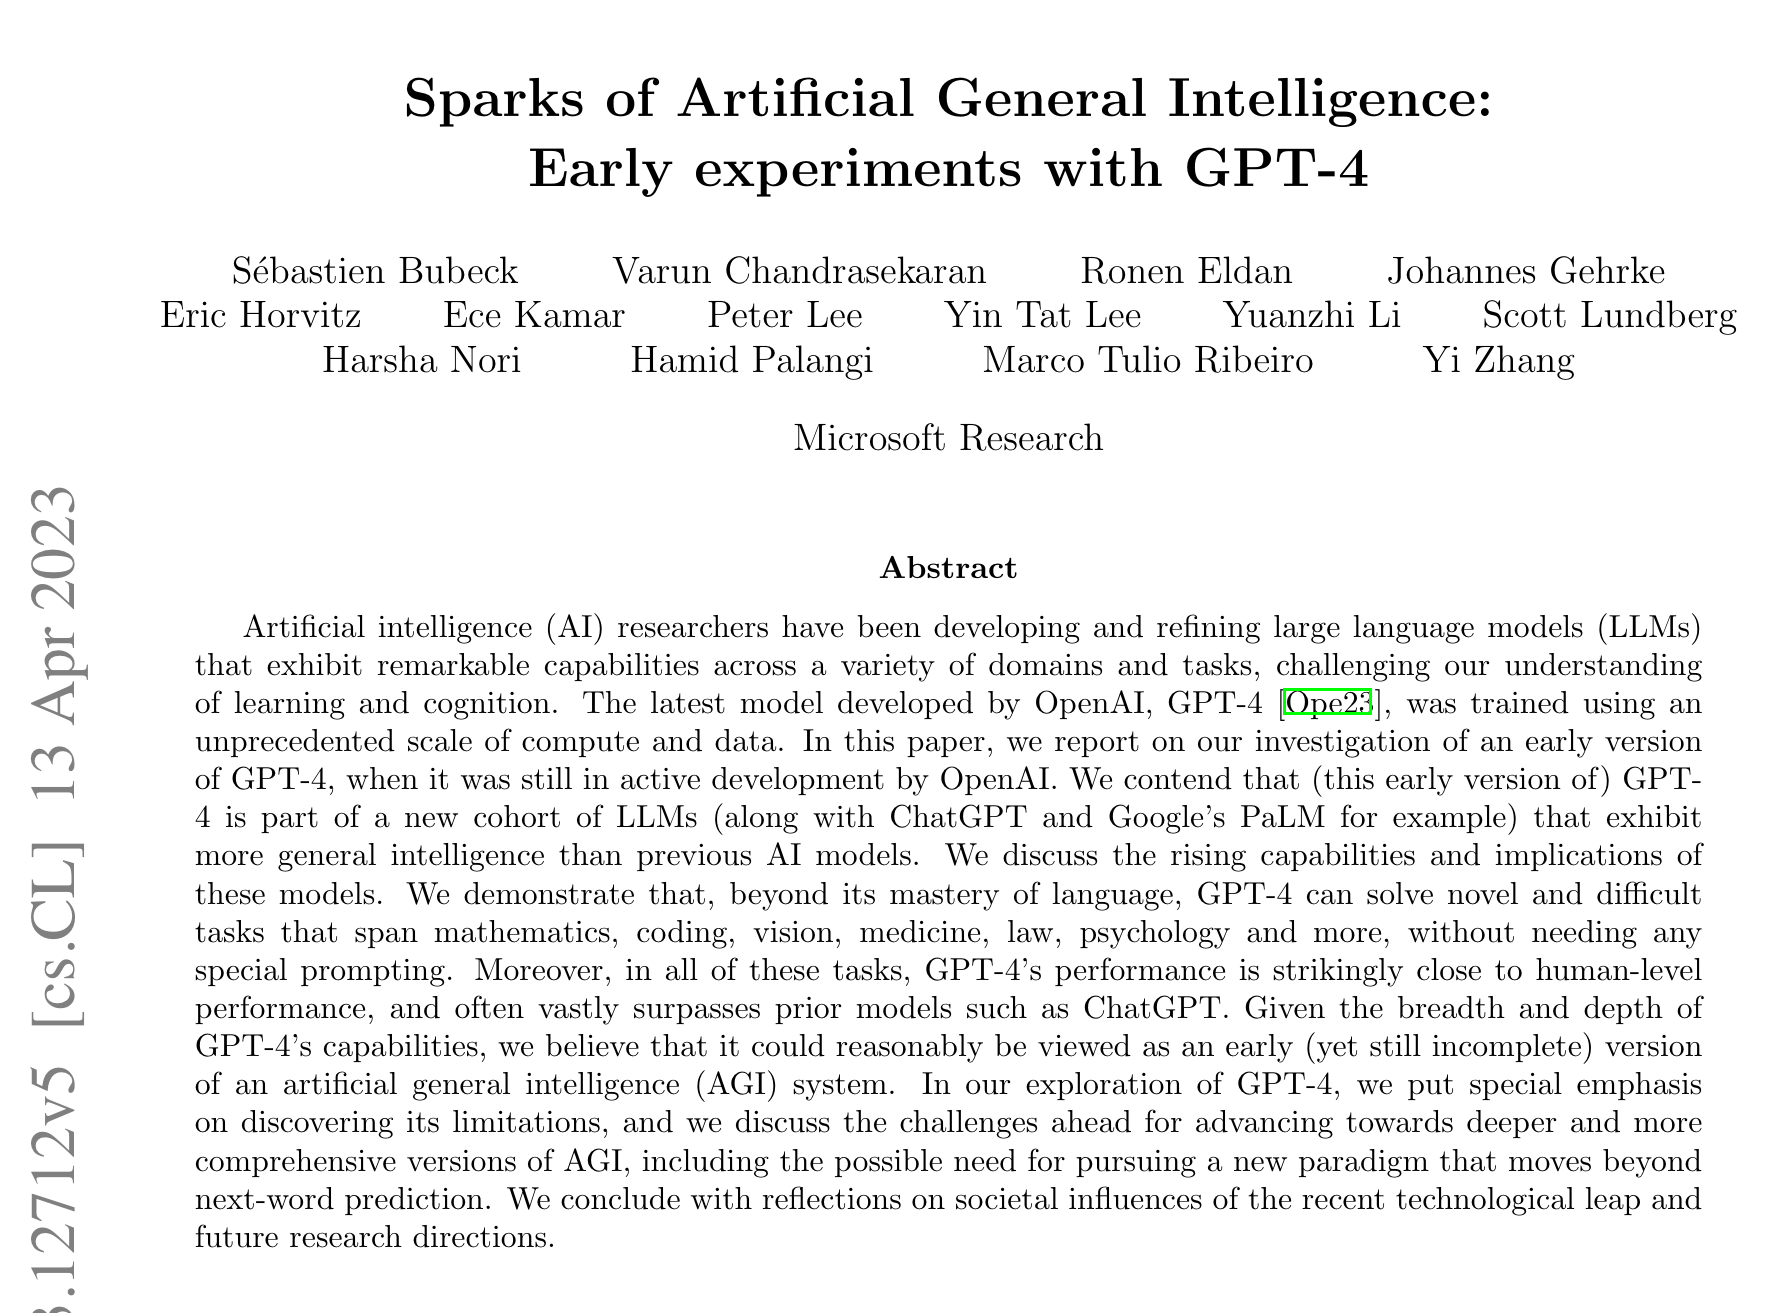 Sparks of Artificial General Intelligence:
Early experiments with GPT-4
Sébastien Bubeck Varun Chandrasekaran Ronen Eldan Johannes Gehrke
Eric Horvitz Ece Kamar Peter Lee Yin Tat Lee Yuanzhi Li Scott Lundberg
Harsha Nori Hamid Palangi Marco Tulio Ribeiro Yi Zhang
Microsoft Research
Abstract
Artificial intelligence (AI) researchers have been developing and refining large language models (LLMs)
that exhibit remarkable capabilities across a variety of domains and tasks, challenging our understanding
of learning and cognition. The latest model developed by OpenAI, GPT-4 [Ope23], was trained using an
unprecedented scale of compute and data. In this paper, we report on our investigation of an early version
of GPT-4, when it was still in active development by OpenAI. We contend that (this early version of) GPT-
4 is part of a new cohort of LLMs (along with ChatGPT and Google's PaLM for example) that exhibit
more general intelligence than previous AI models. We discuss the rising capabilities and implications of
these models. We demonstrate that, beyond its mastery of language, GPT-4 can solve novel and difficult
tasks that span mathematics, coding, vision, medicine, law, psychology and more, without needing any
special prompting. Moreover, in all of these tasks, GPT-4's performance is strikingly close to human-level
performance, and often vastly surpasses prior models such as ChatGPT. Given the breadth and depth of
GPT-4's capabilities, we believe that it could reasonably be viewed as an early (yet still incomplete) version
of an artificial general intelligence (AGI) system. In our exploration of GPT-4, we put special emphasis
on discovering its limitations, and we discuss the challenges ahead for advancing towards deeper and more
comprehensive versions of AGI, including the possible need for pursuing a new paradigm that moves beyond
next-word prediction. We conclude with reflections on societal influences of the recent technological leap and
future research directions.
3.12712v5 [cs.CL] 13 Apr 2023